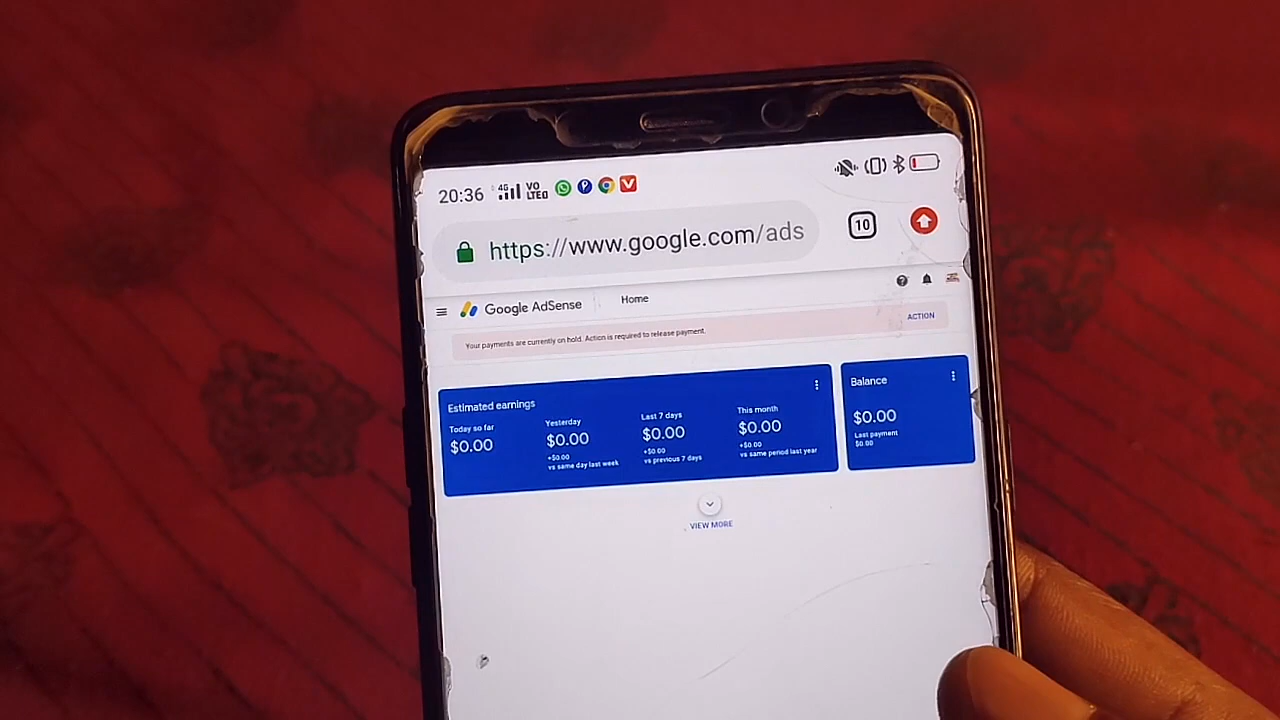 20:36 4G VO LTE
https://www.google.com/ads 10
Google AdSense Home
Your payments are currently on hold. Action is required to release payment. ACTION
Estimated earnings
Today so far
$0.00
Yesterday
$0.00
+$0.00
vs same day last week
Last 7 days
$0.00
+$0.00
vs previous 7 days
This month
$0.00
+$0.00
vs same period last year
Balance
$0.00
Last payment
$0.00
VIEW MORE